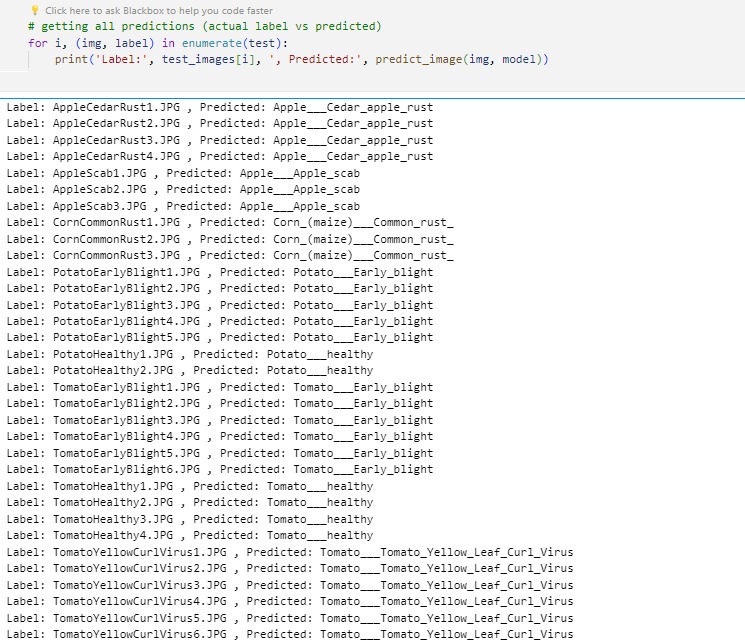 Click here to ask Blackbox to help you code faster
# getting all predictions (actual label vs predicted)
for i, (img, label) in enumerate(test):
    print('Label:', test_images[i], ', Predicted:', predict_image(img, model))
Label: AppleCedarRust1.JPG , Predicted: Apple___Cedar_apple_rust
Label: AppleCedarRust2.JPG , Predicted: Apple___Cedar_apple_rust
Label: AppleCedarRust3.JPG , Predicted: Apple___Cedar_apple_rust
Label: AppleCedarRust4.JPG , Predicted: Apple___Cedar_apple_rust
Label: AppleScab1.JPG , Predicted: Apple___Apple_scab
Label: AppleScab2.JPG , Predicted: Apple___Apple_scab
Label: AppleScab3.JPG , Predicted: Apple___Apple_scab
Label: CornCommonRust1.JPG , Predicted: Corn_(maize)___Common_rust_
Label: CornCommonRust2.JPG , Predicted: Corn_(maize)___Common_rust_
Label: CornCommonRust3.JPG , Predicted: Corn_(maize)___Common_rust_
Label: PotatoEarlyBlight1.JPG , Predicted: Potato___Early_blight
Label: PotatoEarlyBlight2.JPG , Predicted: Potato___Early_blight
Label: PotatoEarlyBlight3.JPG , Predicted: Potato___Early_blight
Label: PotatoEarlyBlight4.JPG , Predicted: Potato___Early_blight
Label: PotatoEarlyBlight5.JPG , Predicted: Potato___Early_blight
Label: PotatoHealthy1.JPG , Predicted: Potato___healthy
Label: PotatoHealthy2.JPG , Predicted: Potato___healthy
Label: TomatoEarlyBlight1.JPG , Predicted: Tomato___Early_blight
Label: TomatoEarlyBlight2.JPG , Predicted: Tomato___Early_blight
Label: TomatoEarlyBlight3.JPG , Predicted: Tomato___Early_blight
Label: TomatoEarlyBlight4.JPG , Predicted: Tomato___Early_blight
Label: TomatoEarlyBlight5.JPG , Predicted: Tomato___Early_blight
Label: TomatoEarlyBlight6.JPG , Predicted: Tomato___Early_blight
Label: TomatoHealthy1.JPG , Predicted: Tomato___healthy
Label: TomatoHealthy2.JPG , Predicted: Tomato___healthy
Label: TomatoHealthy3.JPG , Predicted: Tomato___healthy
Label: TomatoHealthy4.JPG , Predicted: Tomato___healthy
Label: TomatoYellowCurlVirus1.JPG , Predicted: Tomato___Tomato_Yellow_Leaf_Curl_Virus
Label: TomatoYellowCurlVirus2.JPG , Predicted: Tomato___Tomato_Yellow_Leaf_Curl_Virus
Label: TomatoYellowCurlVirus3.JPG , Predicted: Tomato___Tomato_Yellow_Leaf_Curl_Virus
Label: TomatoYellowCurlVirus4.JPG , Predicted: Tomato___Tomato_Yellow_Leaf_Curl_Virus
Label: TomatoYellowCurlVirus5.JPG , Predicted: Tomato___Tomato_Yellow_Leaf_Curl_Virus
Label: TomatoYellowCurlVirus6.JPG , Predicted: Tomato___Tomato_Yellow_Leaf_Curl_Virus